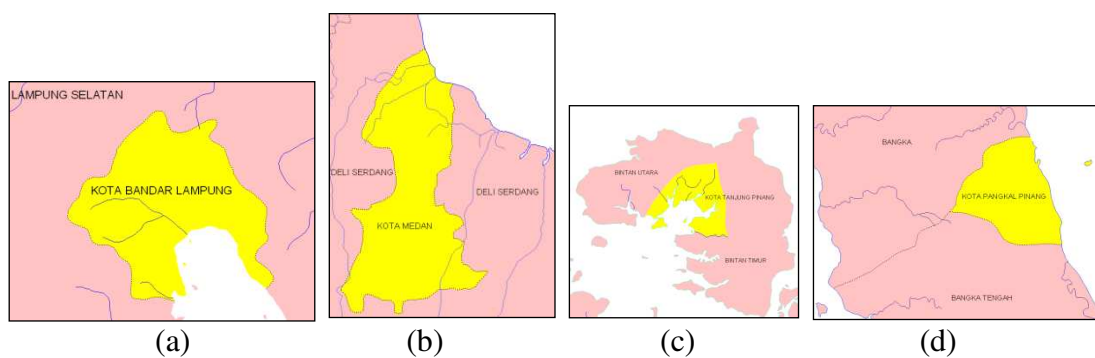 LAMPUNG SELATAN
KOTA BANDAR LAMPUNG
(a)
DELI SERDANG
DELI SERDANG
KOTA MEDAN
(b)
BINTAN UTARA
KOTA TANJUNG PINANG
BINTAN TIMUR
(c)
BANGKA
KOTA PANGKAL PINANG
BANGKA TENGAH
(d)